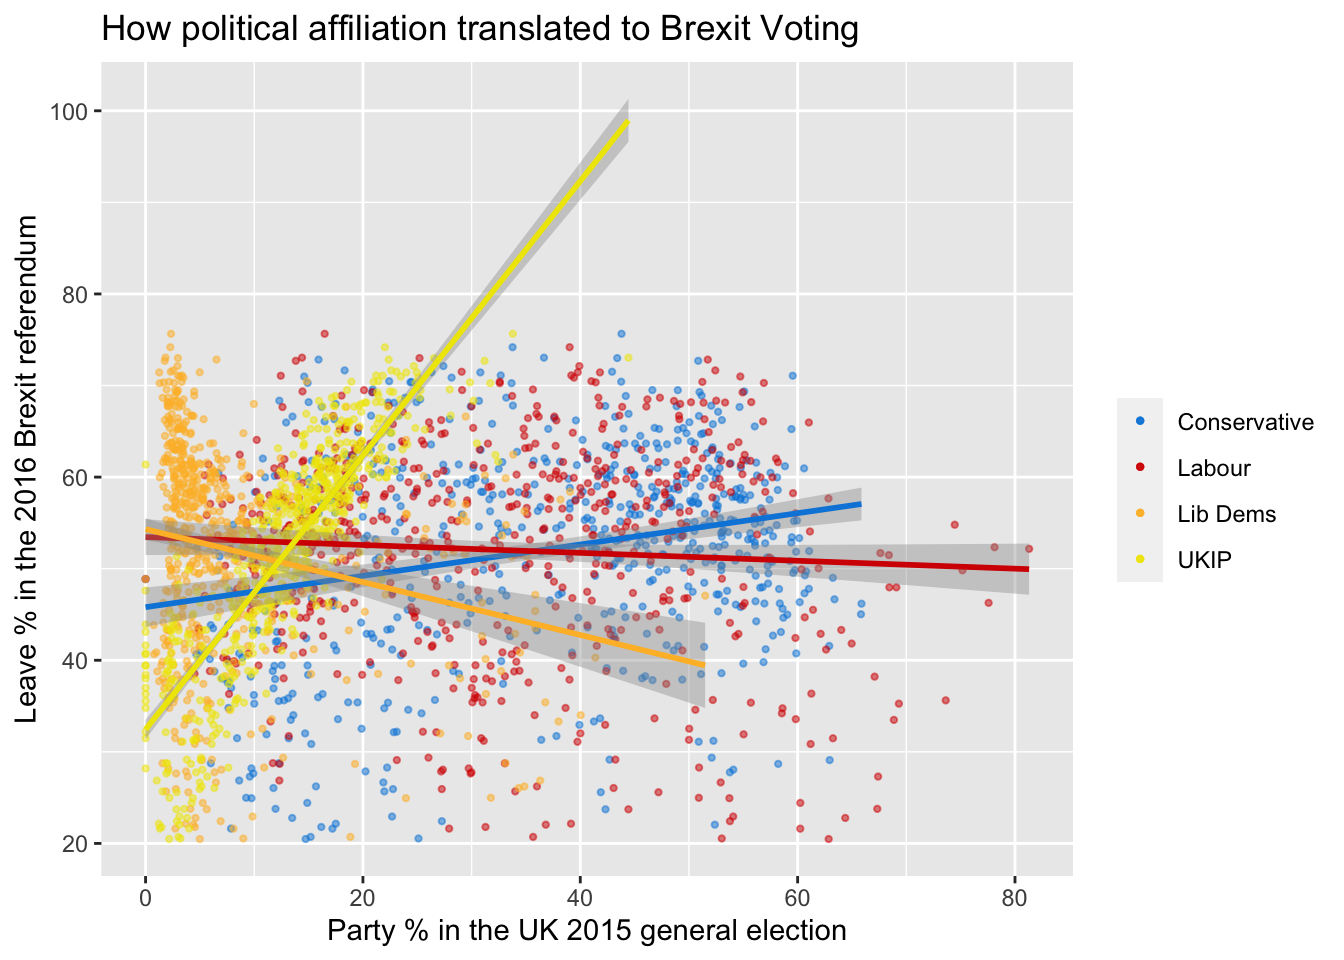 How political affiliation translated to Brexit Voting
Leave % in the 2016 Brexit referendum
100
80
60
40
20
0 20 40 60 80
Party % in the UK 2015 general election
Conservative
Labour
Lib Dems
UKIP